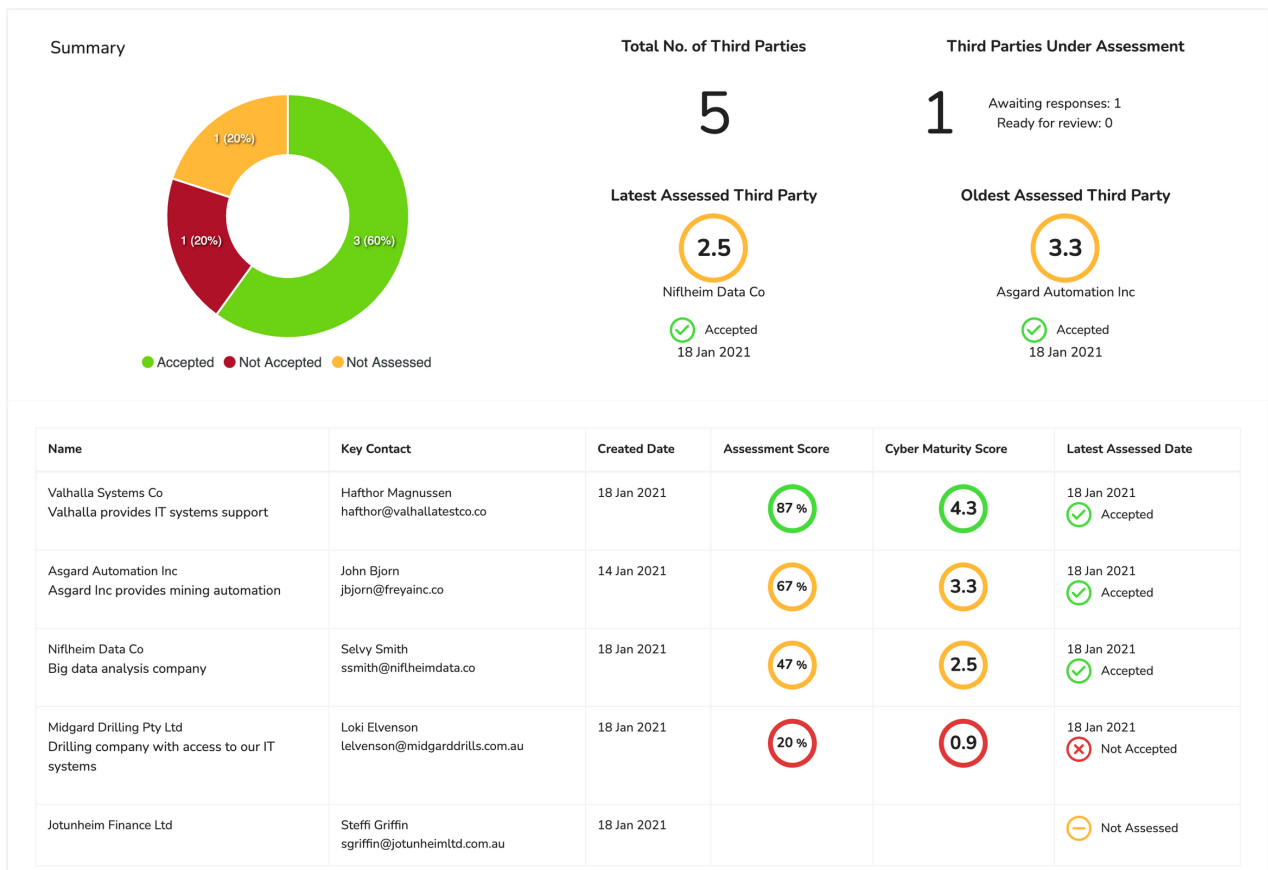 Summary
1 (20%)
1 (20%)
3 (60%)
Accepted Not Accepted Not Assessed
Total No. of Third Parties
5
Third Parties Under Assessment
1
Awaiting responses: 1
Ready for review: 0
Latest Assessed Third Party
2.5
Niflheim Data Co
Accepted
18 Jan 2021
Oldest Assessed Third Party
3.3
Asgard Automation Inc
Accepted
18 Jan 2021
Name Key Contact Created Date Assessment Score Cyber Maturity Score Latest Assessed Date
Valhalla Systems Co
Valhalla provides IT systems support
Hafthor Magnussen
hafthor@valhallatestco.co
18 Jan 2021
87 %
4.3
18 Jan 2021
Accepted
Asgard Automation Inc
Asgard Inc provides mining automation
John Bjorn
jbjorn@freyainc.co
14 Jan 2021
67 %
3.3
18 Jan 2021
Accepted
Niflheim Data Co
Big data analysis company
Selvy Smith
ssmith@niflheimdata.co
18 Jan 2021
47 %
2.5
18 Jan 2021
Accepted
Midgard Drilling Pty Ltd
Drilling company with access to our IT
systems
Loki Elvenson
lelvenson@midgarddrills.com.au
18 Jan 2021
20 %
0.9
18 Jan 2021
Not Accepted
Jotunheim Finance Ltd
Steffi Griffin
sgriffin@jotunheimltd.com.au
18 Jan 2021
Not Assessed